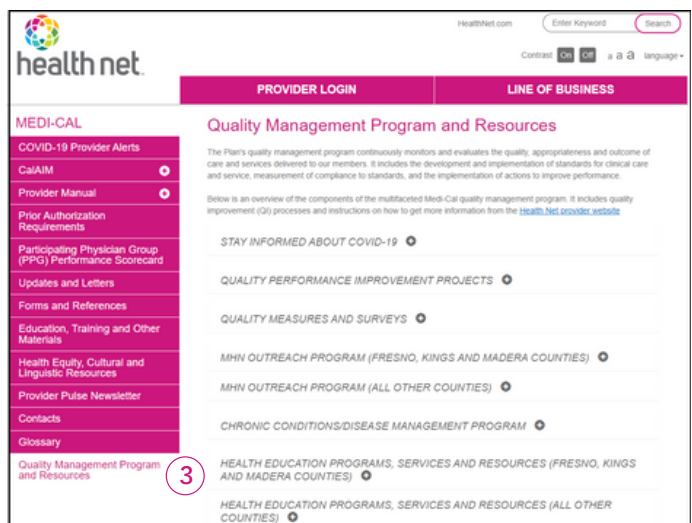 HealthNet.com
Enter Keyword
Search
health net.
Contrast On Off a a a language
PROVIDER LOGIN
LINE OF BUSINESS
MEDI-CAL
COVID-19 Provider Alerts
CalAIM
Provider Manual
Prior Authorization
Requirements
Participating Physician Group
(PPG) Performance Scorecard
Updates and Letters
Forms and References
Education, Training and Other
Materials
Health Equity, Cultural and
Linguistic Resources
Provider Pulse Newsletter
Contacts
Glossary
Quality Management Program
and Resources
3
Quality Management Program and Resources
The Plan's quality management program continuously monitors and evaluates the quality, appropriateness and outcome of
care and services delivered to our members. It includes the development and implementation of standards for clinical care
and service, measurement of compliance to standards, and the implementation of actions to improve performance.
Below is an overview of the components of the multifaceted Medi-Cal quality management program. It includes quality
improvement (QI) processes and instructions on how to get more information from the Health Net provider website
STAY INFORMED ABOUT COVID-19
QUALITY PERFORMANCE IMPROVEMENT PROJECTS
QUALITY MEASURES AND SURVEYS
MHN OUTREACH PROGRAM (FRESNO, KINGS AND MADERA COUNTIES)
MHN OUTREACH PROGRAM (ALL OTHER COUNTIES)
CHRONIC CONDITIONS/DISEASE MANAGEMENT PROGRAM
HEALTH EDUCATION PROGRAMS, SERVICES AND RESOURCES (FRESNO, KINGS
AND MADERA COUNTIES)
HEALTH EDUCATION PROGRAMS, SERVICES AND RESOURCES (ALL OTHER
COUNTIES)